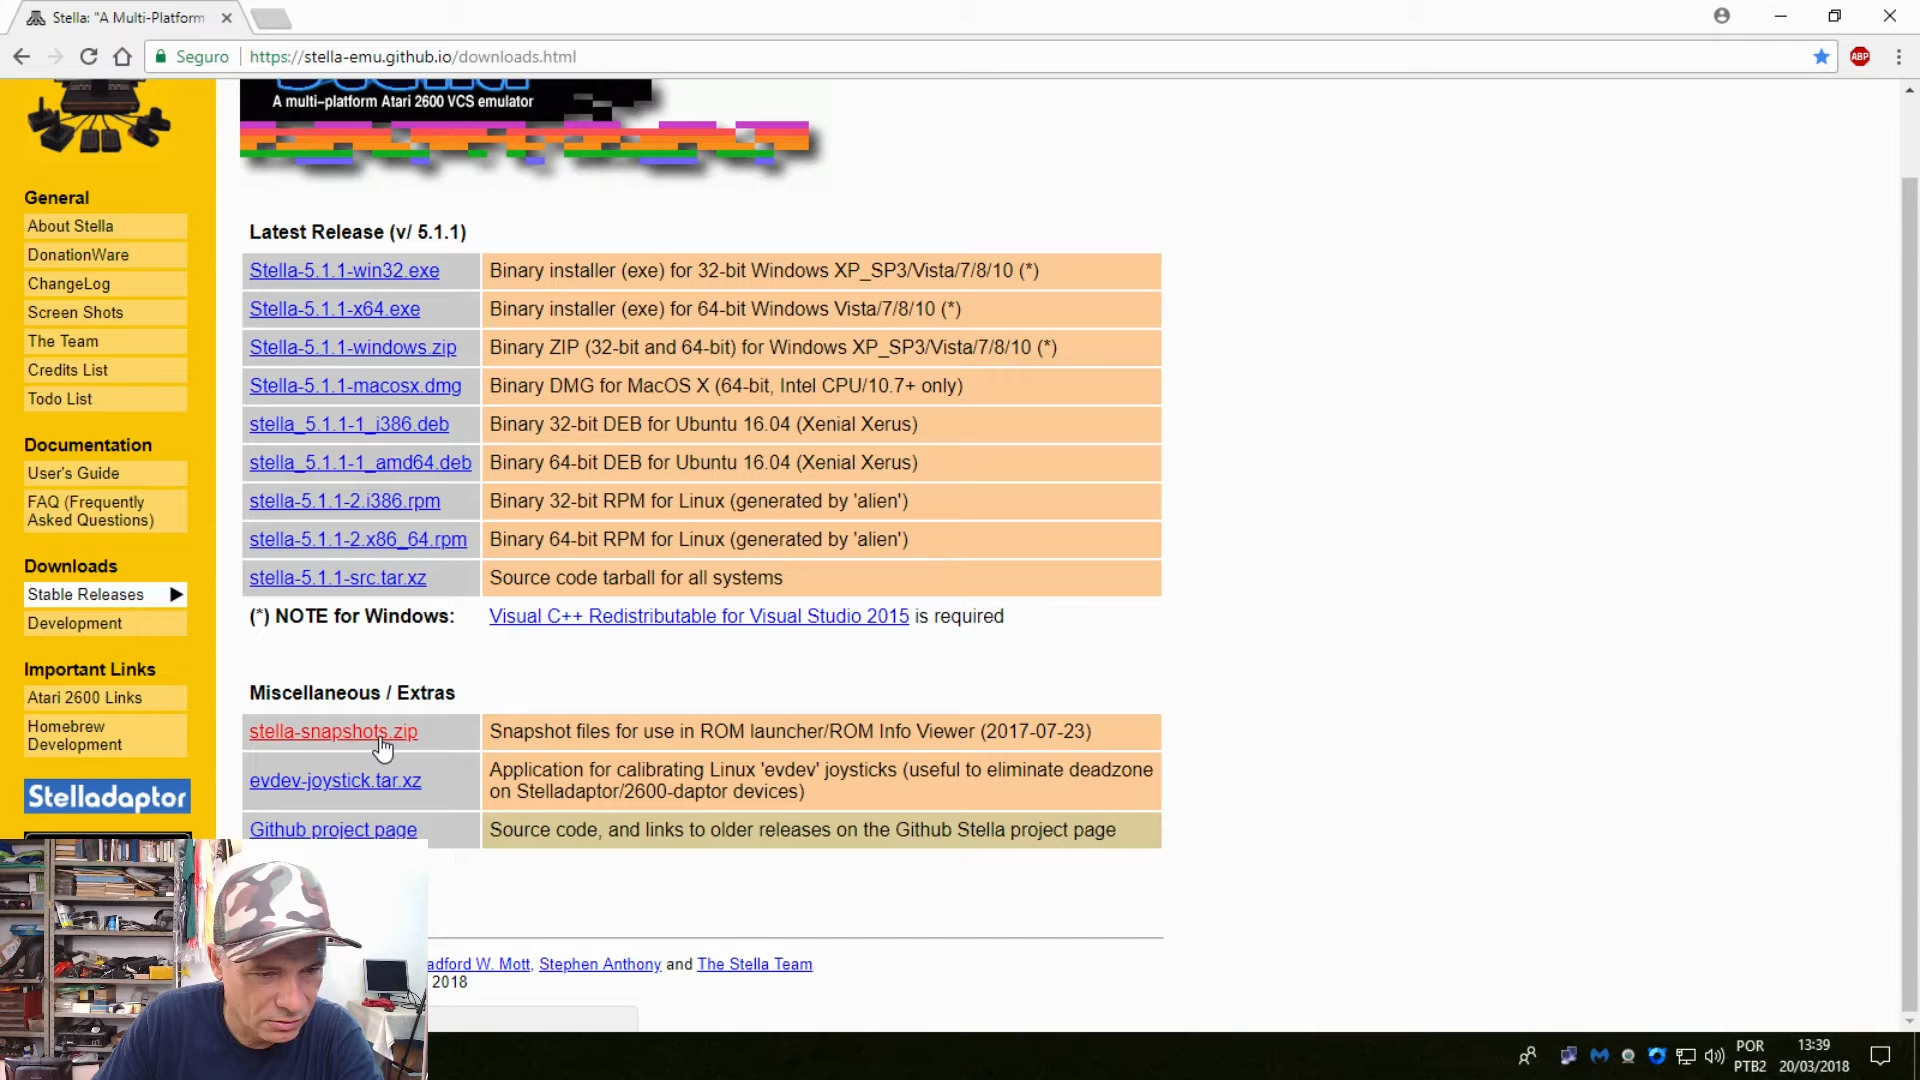 Stella: "A Multi-Platform
Seguro
https://stella-emu.github.io/downloads.html
ABP
A multi-platform Atari 2600 VCS emulator
General
About Stella
DonationWare
ChangeLog
Screen Shots
The Team
Credits List
Todo List
Documentation
User's Guide
FAQ (Frequently
Asked Questions)
Downloads
Stable Releases
Development
Important Links
Atari 2600 Links
Homebrew
Development
Stelladaptor
Latest Release (v/ 5.1.1)
Stella-5.1.1-win32.exe Binary installer (exe) for 32-bit Windows XP_SP3/Vista/7/8/10 (*)
Stella-5.1.1-x64.exe Binary installer (exe) for 64-bit Windows Vista/7/8/10 (*)
Stella-5.1.1-windows.zip Binary ZIP (32-bit and 64-bit) for Windows XP_SP3/Vista/7/8/10 (*)
Stella-5.1.1-macosx.dmg Binary DMG for MacOS X (64-bit, Intel CPU/10.7+ only)
stella_5.1.1-1_i386.deb Binary 32-bit DEB for Ubuntu 16.04 (Xenial Xerus)
stella_5.1.1-1_amd64.deb Binary 64-bit DEB for Ubuntu 16.04 (Xenial Xerus)
stella-5.1.1-2.i386.rpm Binary 32-bit RPM for Linux (generated by 'alien')
stella-5.1.1-2.x86_64.rpm Binary 64-bit RPM for Linux (generated by 'alien')
stella-5.1.1-src.tar.xz Source code tarball for all systems
(*) NOTE for Windows: Visual C++ Redistributable for Visual Studio 2015 is required
Miscellaneous / Extras
stella-snapshots.zip Snapshot files for use in ROM launcher/ROM Info Viewer (2017-07-23)
evdev-joystick.tar.xz Application for calibrating Linux 'evdev' joysticks (useful to eliminate deadzone
on Stelladaptor/2600-daptor devices)
Github project page Source code, and links to older releases on the Github Stella project page
adford W. Mott, Stephen Anthony and The Stella Team
2018
POR
PTB2
13:39
20/03/2018